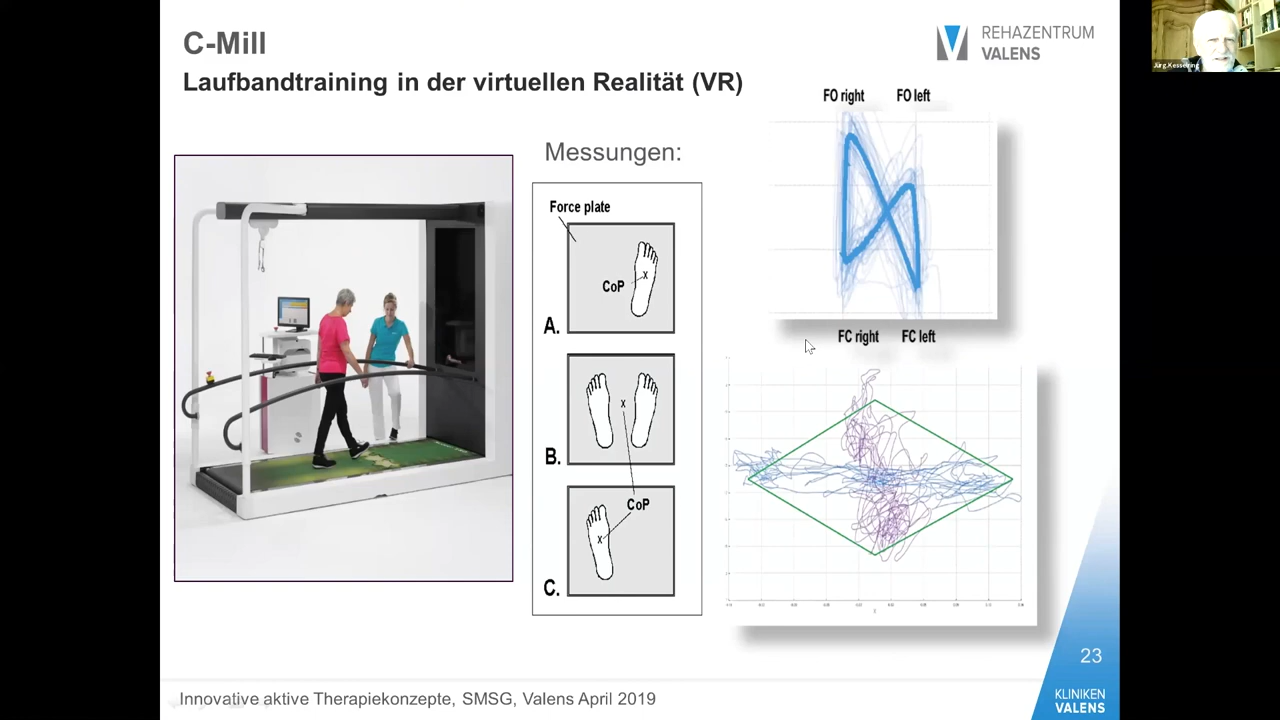 C-Mill
Laufbandtraining in der virtuellen Realität (VR)
REHAZENTRUM
VALENS
Jürg Kesselring
Messungen:
Force plate
CoP
A.
B.
CoP
C.
FO right FO left
FC right FC left
23
Innovative aktive Therapiekonzepte, SMSG, Valens April 2019
KLINIKEN
VALENS